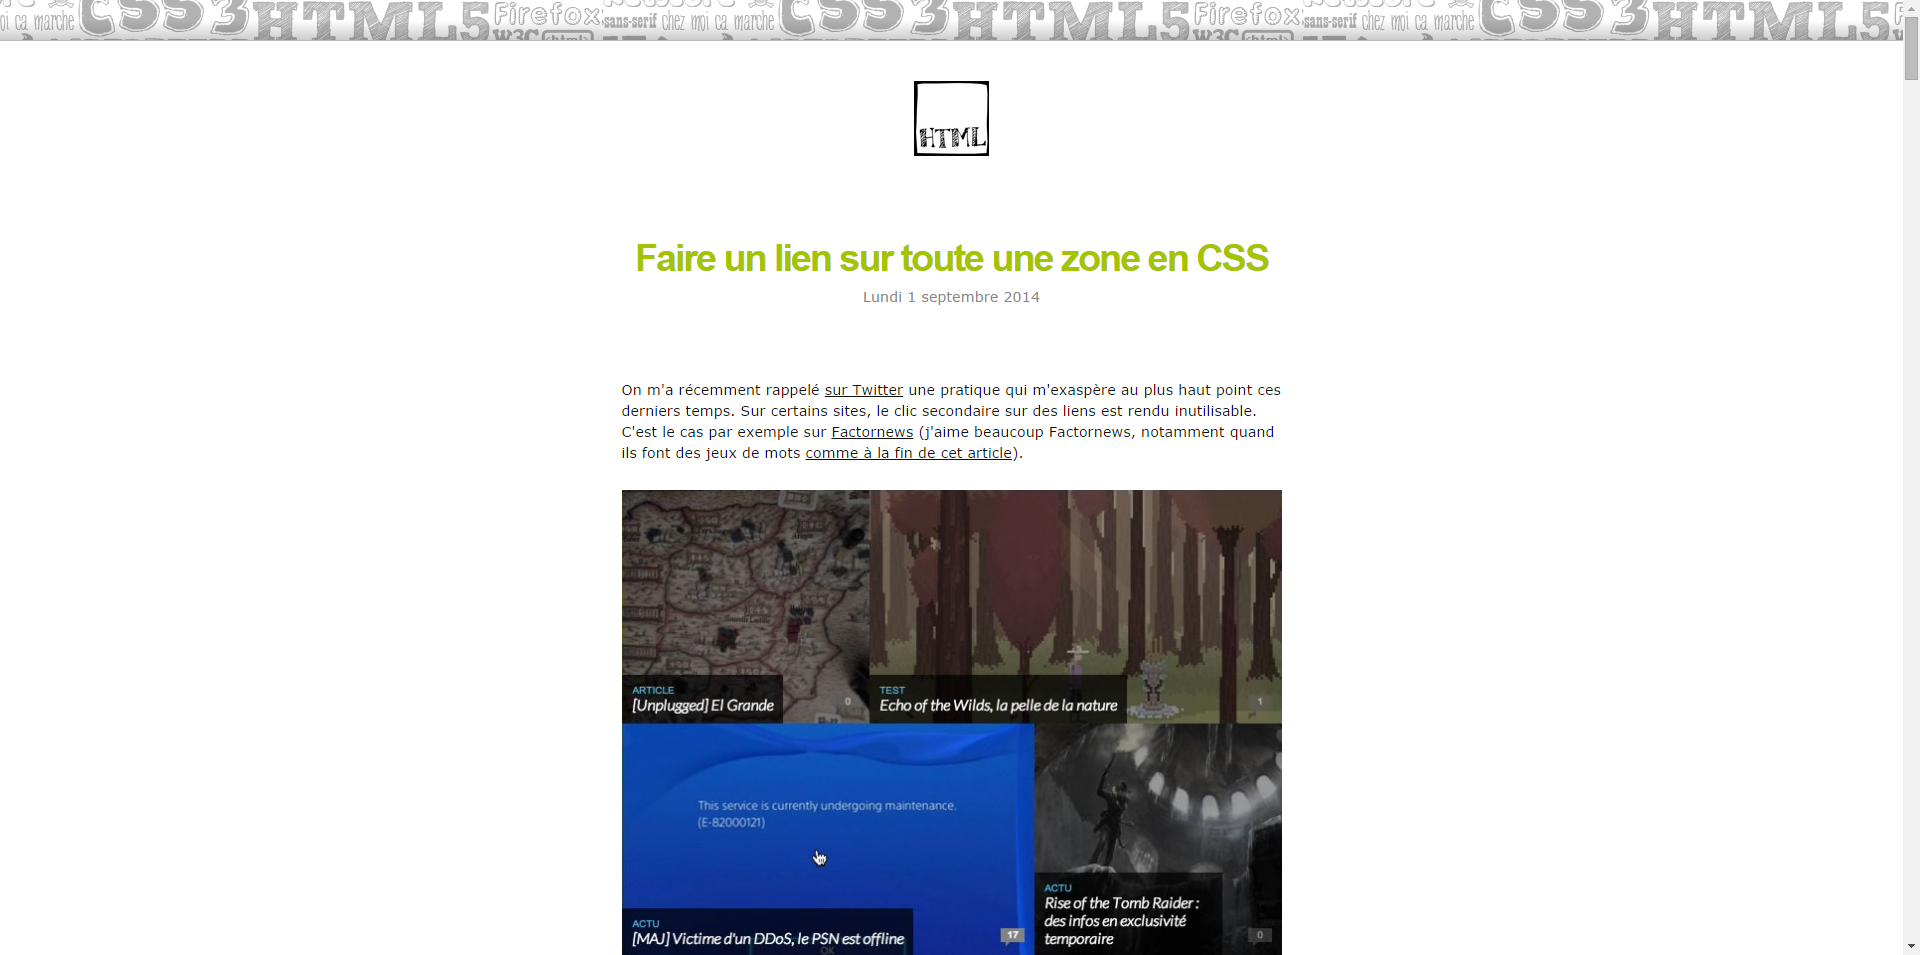 Firefox Firefox
CSS3 HTML5 sans-serif chez moi ça marche CSS3 HTML5 sans-serif chez moi ça marche CSS3 HTML5
W3C <html> W3C <html>
HTML
Faire un lien sur toute une zone en CSS
Lundi 1 septembre 2014
On m'a récemment rappelé sur Twitter une pratique qui m'exaspère au plus haut point ces
derniers temps. Sur certains sites, le clic secondaire sur des liens est rendu inutilisable.
C'est le cas par exemple sur Factornews (j'aime beaucoup Factornews, notamment quand
ils font des jeux de mots comme à la fin de cet article).
ARTICLE
[Unplugged] El Grande
0
TEST
Echo of the Wilds, la pelle de la nature
1
This service is currently undergoing maintenance.
(E-82000121)
ACTU
[MAJ] Victime d'un DDoS, le PSN est offline
17
OK
ACTU
Rise of the Tomb Raider :
des infos en exclusivité
temporaire
0